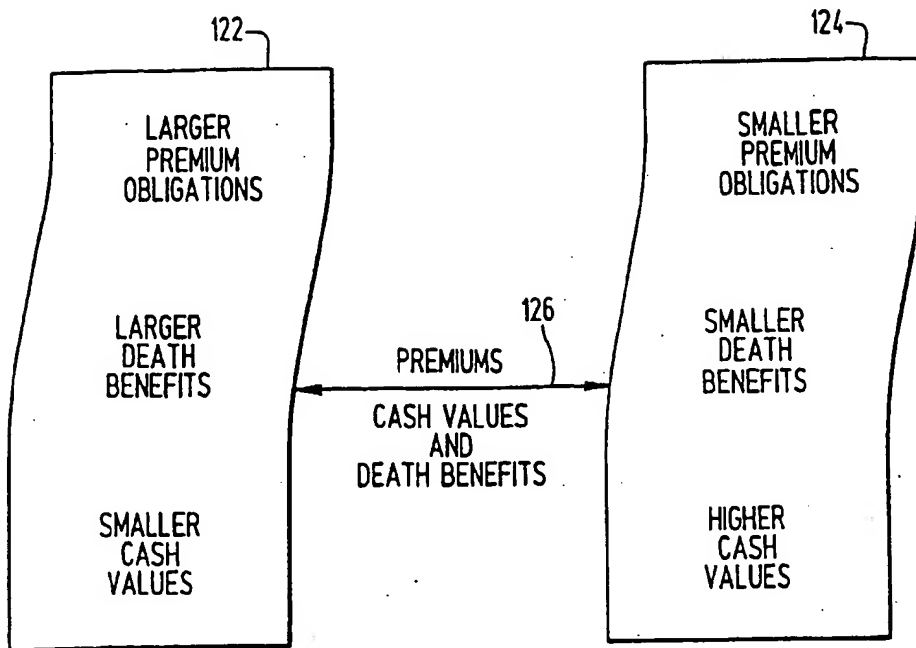 122
124
LARGER
PREMIUM
OBLIGATIONS
SMALLER
PREMIUM
OBLIGATIONS
LARGER
DEATH
BENEFITS
126
PREMIUMS
CASH VALUES
AND
DEATH BENEFITS
SMALLER
DEATH
BENEFITS
SMALLER
CASH
VALUES
HIGHER
CASH
VALUES